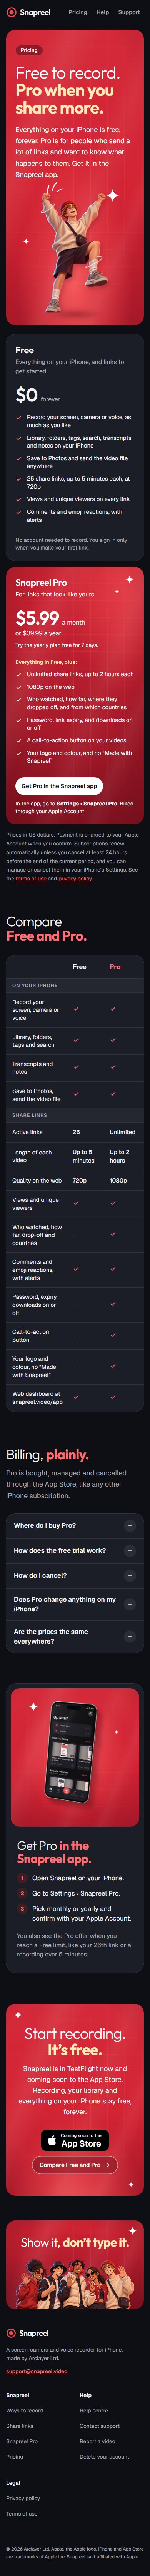 Snapreel
Pricing
Help
Support
Pricing
Free to record.
Pro when you
share more.
Everything on your iPhone is free,
forever. Pro is for people who send a
lot of links and want to know what
happens to them. Get it in the
Snapreel app.
Free
Everything on your iPhone, and links to
get started.
$0 forever
Record your screen, camera or voice, as
much as you like
Library, folders, tags, search, transcripts
and notes on your iPhone
Save to Photos and send the video file
anywhere
25 share links, up to 5 minutes each, at
720p
Views and unique viewers on every link
Comments and emoji reactions, with
alerts
No account needed to record. You sign in only
when you make your first link.
Snapreel Pro
For links that look like yours.
$5.99 a month
or $39.99 a year
Try the yearly plan free for 7 days.
Everything in Free, plus:
Unlimited share links, up to 2 hours each
1080p on the web
Who watched, how far, where they
dropped off, and from which countries
Password, link expiry, and downloads on
or off
A call-to-action button on your videos
Your logo and colour, and no "Made with
Snapreel"
Get Pro in the Snapreel app
In the app, go to Settings › Snapreel Pro. Billed
through your Apple Account.
Prices in US dollars. Payment is charged to your Apple
Account when you confirm. Subscriptions renew
automatically unless you cancel at least 24 hours
before the end of the current period, and you can
manage or cancel them in your iPhone's Settings. See
the terms of use and privacy policy.
Compare
Free and Pro.
Free
Pro
ON YOUR IPHONE
Record your
screen, camera or
voice
Library, folders,
tags and search
Transcripts and
notes
Save to Photos,
send the video file
SHARE LINKS
Active links
25
Unlimited
Length of each
video
Up to 5
minutes
Up to 2
hours
Quality on the web
720p
1080p
Views and unique
viewers
Who watched, how
far, drop-off and
countries
Comments and
emoji reactions,
with alerts
Password, expiry,
downloads on or
off
Call-to-action
button
Your logo and
colour, no "Made
with Snapreel"
Web dashboard at
snapreel.video/app
Billing, plainly.
Pro is bought, managed and cancelled
through the App Store, like any other
iPhone subscription.
Where do I buy Pro?
How does the free trial work?
How do I cancel?
Does Pro change anything on my
iPhone?
Are the prices the same
everywhere?
Get Pro in the
Snapreel app.
1 Open Snapreel on your iPhone.
2 Go to Settings › Snapreel Pro.
3 Pick monthly or yearly and
confirm with your Apple Account.
You also see the Pro offer when you
reach a Free limit, like your 26th link or a
recording over 5 minutes.
Start recording.
It's free.
Snapreel is in TestFlight now and
coming soon to the App Store.
Recording, your library and
everything on your iPhone stay free,
forever.
Coming soon to the
App Store
Compare Free and Pro →
Show it, don't type it.
Snapreel
A screen, camera and voice recorder for iPhone,
made by Arclayer Ltd.
support@snapreel.video
Snapreel
Help
Ways to record
Help centre
Share links
Contact support
Snapreel Pro
Report a video
Pricing
Delete your account
Legal
Privacy policy
Terms of use
© 2026 Arclayer Ltd. Apple, the Apple logo, iPhone and App Store
are trademarks of Apple Inc. Snapreel isn't affiliated with Apple.